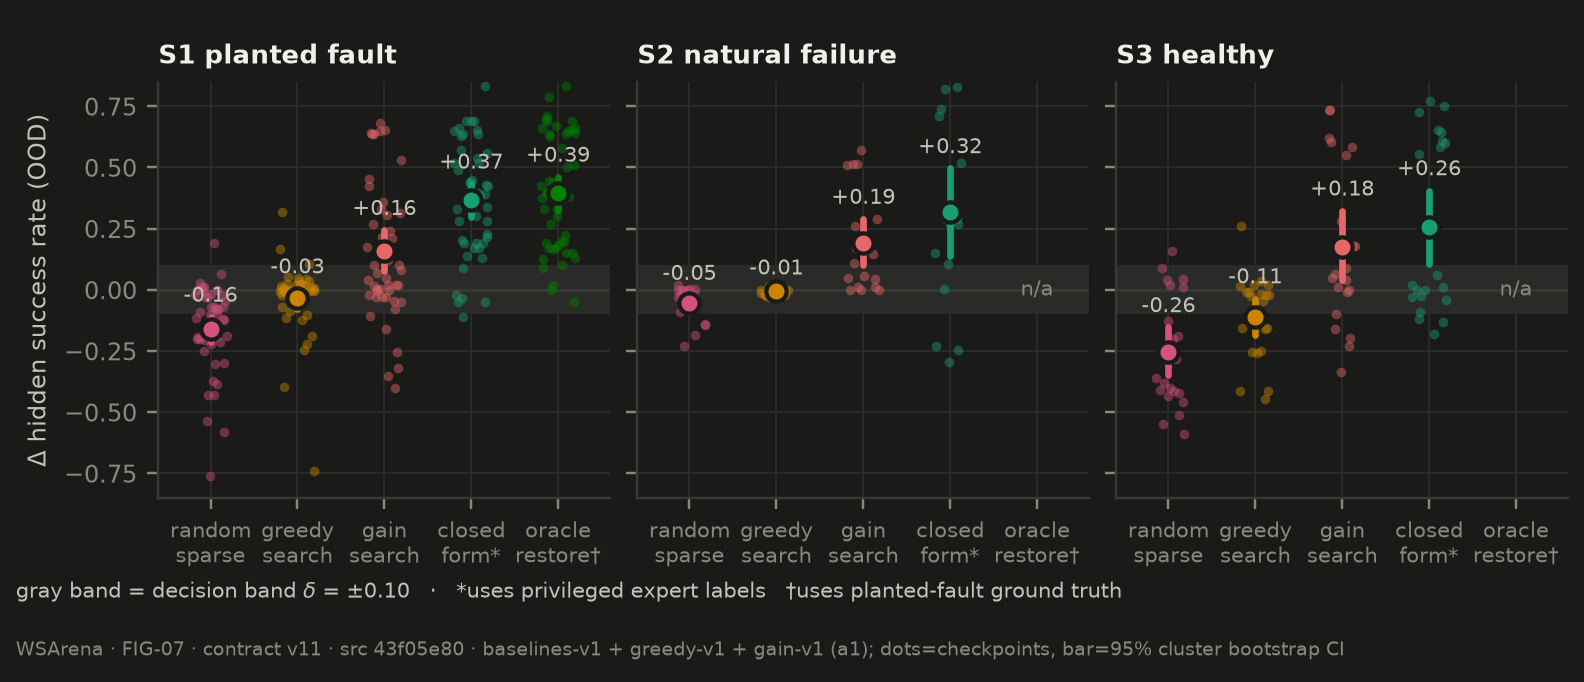 S1 planted fault
S2 natural failure
S3 healthy
Δ hidden success rate (OOD)
0.75
0.50
0.25
0.00
−0.25
−0.50
−0.75
-0.16
-0.03
+0.16
+0.37
+0.39
-0.05
-0.01
+0.19
+0.32
n/a
-0.26
-0.11
+0.18
+0.26
n/a
random sparse
greedy search
gain search
closed form*
oracle restore†
random sparse
greedy search
gain search
closed form*
oracle restore†
random sparse
greedy search
gain search
closed form*
oracle restore†
gray band = decision band δ = ±0.10 · *uses privileged expert labels †uses planted-fault ground truth
WSArena · FIG-07 · contract v11 · src 43f05e80 · baselines-v1 + greedy-v1 + gain-v1 (a1); dots=checkpoints, bar=95% cluster bootstrap CI